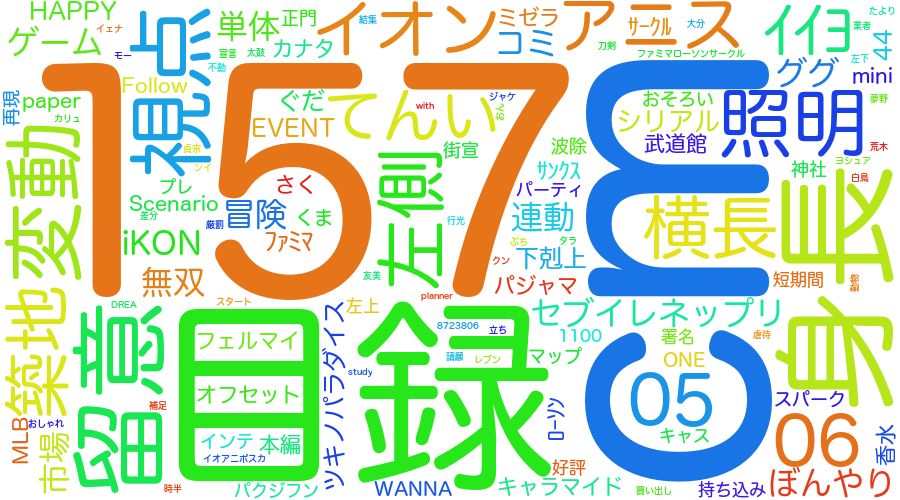 HAPPY
イェナ
ゲーム
モー
視点
単体
正門
宣言
太鼓
カナタ
不動
イオン
結集
ミゼラ
コミ
アニス
刀剣
サークル
大分
ファミマローソンサークル
イイヨ
たより
業者
44
左下
mini
夢野
ググ
再現
paper
カリュ
Follow
ぐだ
EVENT
てんい
with
ジャケ
おん
おそろい
シリアル
武道館
照明
荒木
ヨシュア
白鳥
神社
変動
157
cm
身長
貞宗
ンイ
プレ
Scenario
差分
さく
冒険
くま
厳罰
ファミマ
左側
街宣
行光
波除
サンクス
パーティ
連動
横長
iKON
無双
友美
クン
ぷち
タラ
下剋上
パジャマ
短期間
築地
DREA
スタート
左上
planner
セブイレネップリ
留意
目録
フェルマイ
8723806
立ち
請願
レブン
マップ
1100
署名
ONE
虐待
オフセット
study
ツキノパラダイス
05
06
スパーク
MLB
おしゃれ
補足
市場
インテ
本編
イオアニポスカ
ローソン
キャス
香水
時半
パクジフン
WANNA
キャラマイド
好評
買い出し
持ち込み
ぼんやり